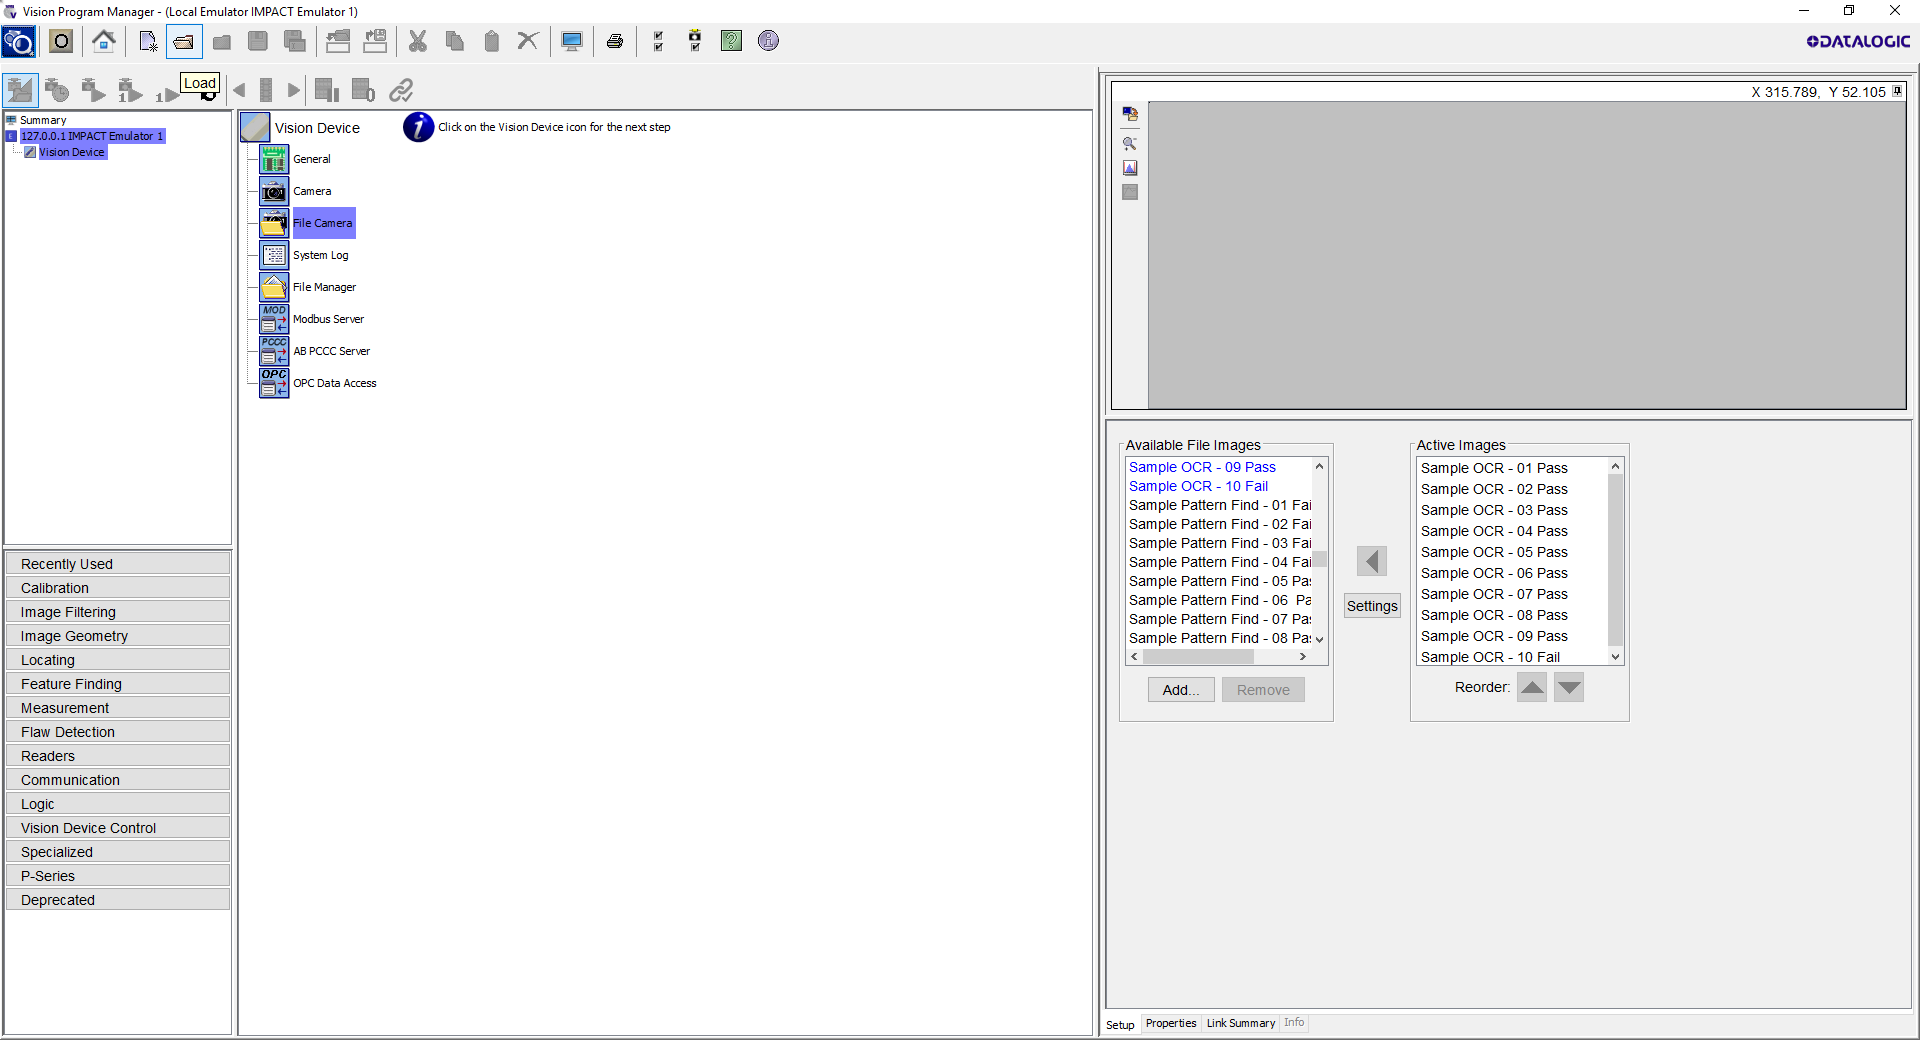 Vision Program Manager - (Local Emulator IMPACT Emulator 1)
O
DATALOGIC
Load
1
1
0
Summary
E
127.0.0.1 IMPACT Emulator 1
Vision Device
Vision Device
Click on the Vision Device icon for the next step
General
Camera
File Camera
System Log
File Manager
MOD
Modbus Server
PCCC
AB PCCC Server
OPC
OPC Data Access
Recently Used
Calibration
Image Filtering
Image Geometry
Locating
Feature Finding
Measurement
Flaw Detection
Readers
Communication
Logic
Vision Device Control
Specialized
P-Series
Deprecated
X 315.789, Y 52.105
Available File Images
Sample OCR - 09 Pass
Sample OCR - 10 Fail
Sample Pattern Find - 01 Fai
Sample Pattern Find - 02 Fai
Sample Pattern Find - 03 Fai
Sample Pattern Find - 04 Fai
Sample Pattern Find - 05 Pas
Sample Pattern Find - 06  Pa
Sample Pattern Find - 07 Pas
Sample Pattern Find - 08 Pas
Add...
Remove
Settings
Active Images
Sample OCR - 01 Pass
Sample OCR - 02 Pass
Sample OCR - 03 Pass
Sample OCR - 04 Pass
Sample OCR - 05 Pass
Sample OCR - 06 Pass
Sample OCR - 07 Pass
Sample OCR - 08 Pass
Sample OCR - 09 Pass
Sample OCR - 10 Fail
Reorder:
Setup
Properties
Link Summary
Info